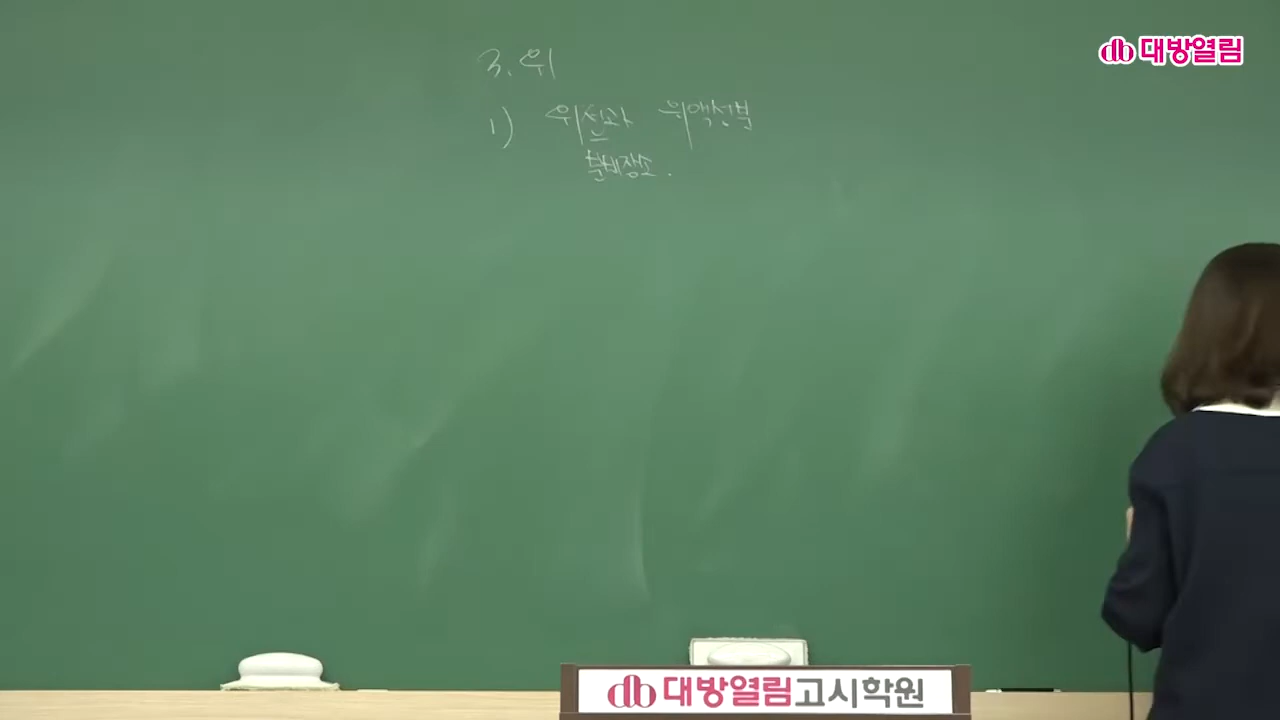 3. 위
대방열림
1) 위선과 위액성분
분비장소.
대방열림고시학원